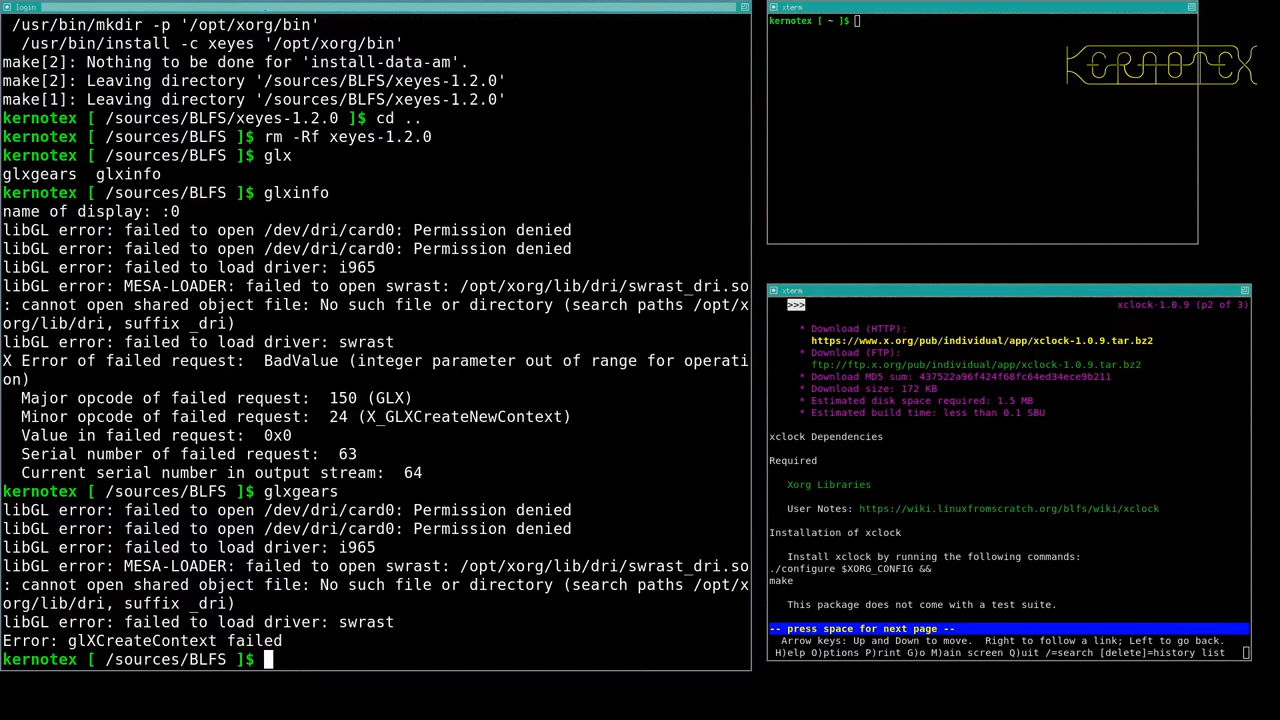 login
/usr/bin/mkdir -p '/opt/xorg/bin'
/usr/bin/install -c xeyes '/opt/xorg/bin'
make[2]: Nothing to be done for 'install-data-am'.
make[2]: Leaving directory '/sources/BLFS/xeyes-1.2.0'
make[1]: Leaving directory '/sources/BLFS/xeyes-1.2.0'
kernotex [ /sources/BLFS/xeyes-1.2.0 ]$ cd ..
kernotex [ /sources/BLFS ]$ rm -Rf xeyes-1.2.0
kernotex [ /sources/BLFS ]$ glx
glxgears  glxinfo
kernotex [ /sources/BLFS ]$ glxinfo
name of display: :0
libGL error: failed to open /dev/dri/card0: Permission denied
libGL error: failed to open /dev/dri/card0: Permission denied
libGL error: failed to load driver: i965
libGL error: MESA-LOADER: failed to open swrast: /opt/xorg/lib/dri/swrast_dri.so
: cannot open shared object file: No such file or directory (search paths /opt/x
org/lib/dri, suffix _dri)
libGL error: failed to load driver: swrast
X Error of failed request:  BadValue (integer parameter out of range for operati
on)
Major opcode of failed request:  150 (GLX)
Minor opcode of failed request:  24 (X_GLXCreateNewContext)
Value in failed request:  0x0
Serial number of failed request:  63
Current serial number in output stream:  64
kernotex [ /sources/BLFS ]$ glxgears
libGL error: failed to open /dev/dri/card0: Permission denied
libGL error: failed to open /dev/dri/card0: Permission denied
libGL error: failed to load driver: i965
libGL error: MESA-LOADER: failed to open swrast: /opt/xorg/lib/dri/swrast_dri.so
: cannot open shared object file: No such file or directory (search paths /opt/x
org/lib/dri, suffix _dri)
libGL error: failed to load driver: swrast
Error: glXCreateContext failed
kernotex [ /sources/BLFS ]$
xterm
kernotex [ ~ ]$
KERNOTEX
xterm
>>> xclock-1.0.9 (p2 of 3)
* Download (HTTP):
https://www.x.org/pub/individual/app/xclock-1.0.9.tar.bz2
* Download (FTP):
ftp://ftp.x.org/pub/individual/app/xclock-1.0.9.tar.bz2
* Download MD5 sum: 437522a96f424f68fc64ed34ece9b211
* Download size: 172 KB
* Estimated disk space required: 1.5 MB
* Estimated build time: less than 0.1 SBU
xclock Dependencies
Required
Xorg Libraries
User Notes: https://wiki.linuxfromscratch.org/blfs/wiki/xclock
Installation of xclock
Install xclock by running the following commands:
./configure $XORG_CONFIG &&
make
This package does not come with a test suite.
-- press space for next page --
Arrow keys: Up and Down to move.  Right to follow a link; Left to go back.
H)elp O)ptions P)rint G)o M)ain screen Q)uit /=search [delete]=history list